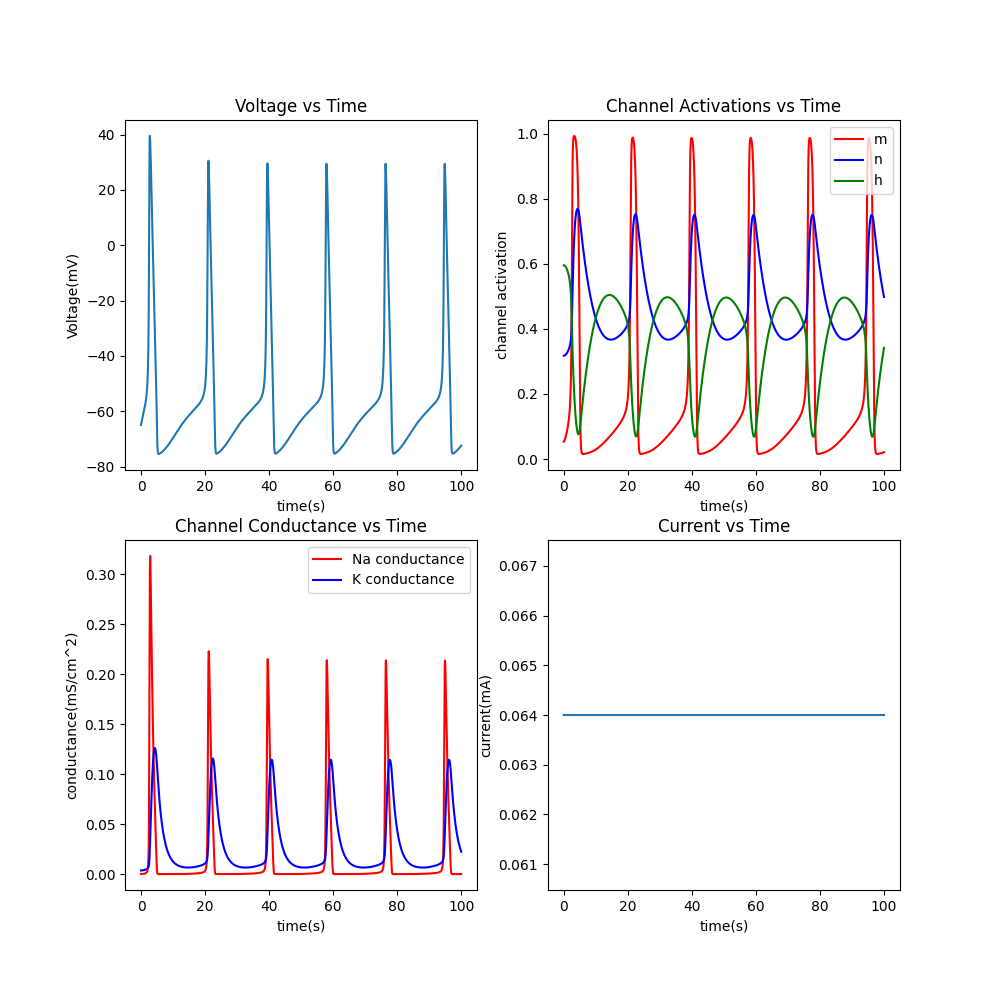 Voltage vs Time
Voltage(mV)
40
20
0
−20
−40
−60
−80
0 20 40 60 80 100
time(s)
Channel Activations vs Time
channel activation
1.0
0.8
0.6
0.4
0.2
0.0
m
n
h
0 20 40 60 80 100
time(s)
Channel Conductance vs Time
conductance(mS/cm^2)
0.30
0.25
0.20
0.15
0.10
0.05
0.00
Na conductance
K conductance
0 20 40 60 80 100
time(s)
Current vs Time
current(mA)
0.067
0.066
0.065
0.064
0.063
0.062
0.061
0 20 40 60 80 100
time(s)